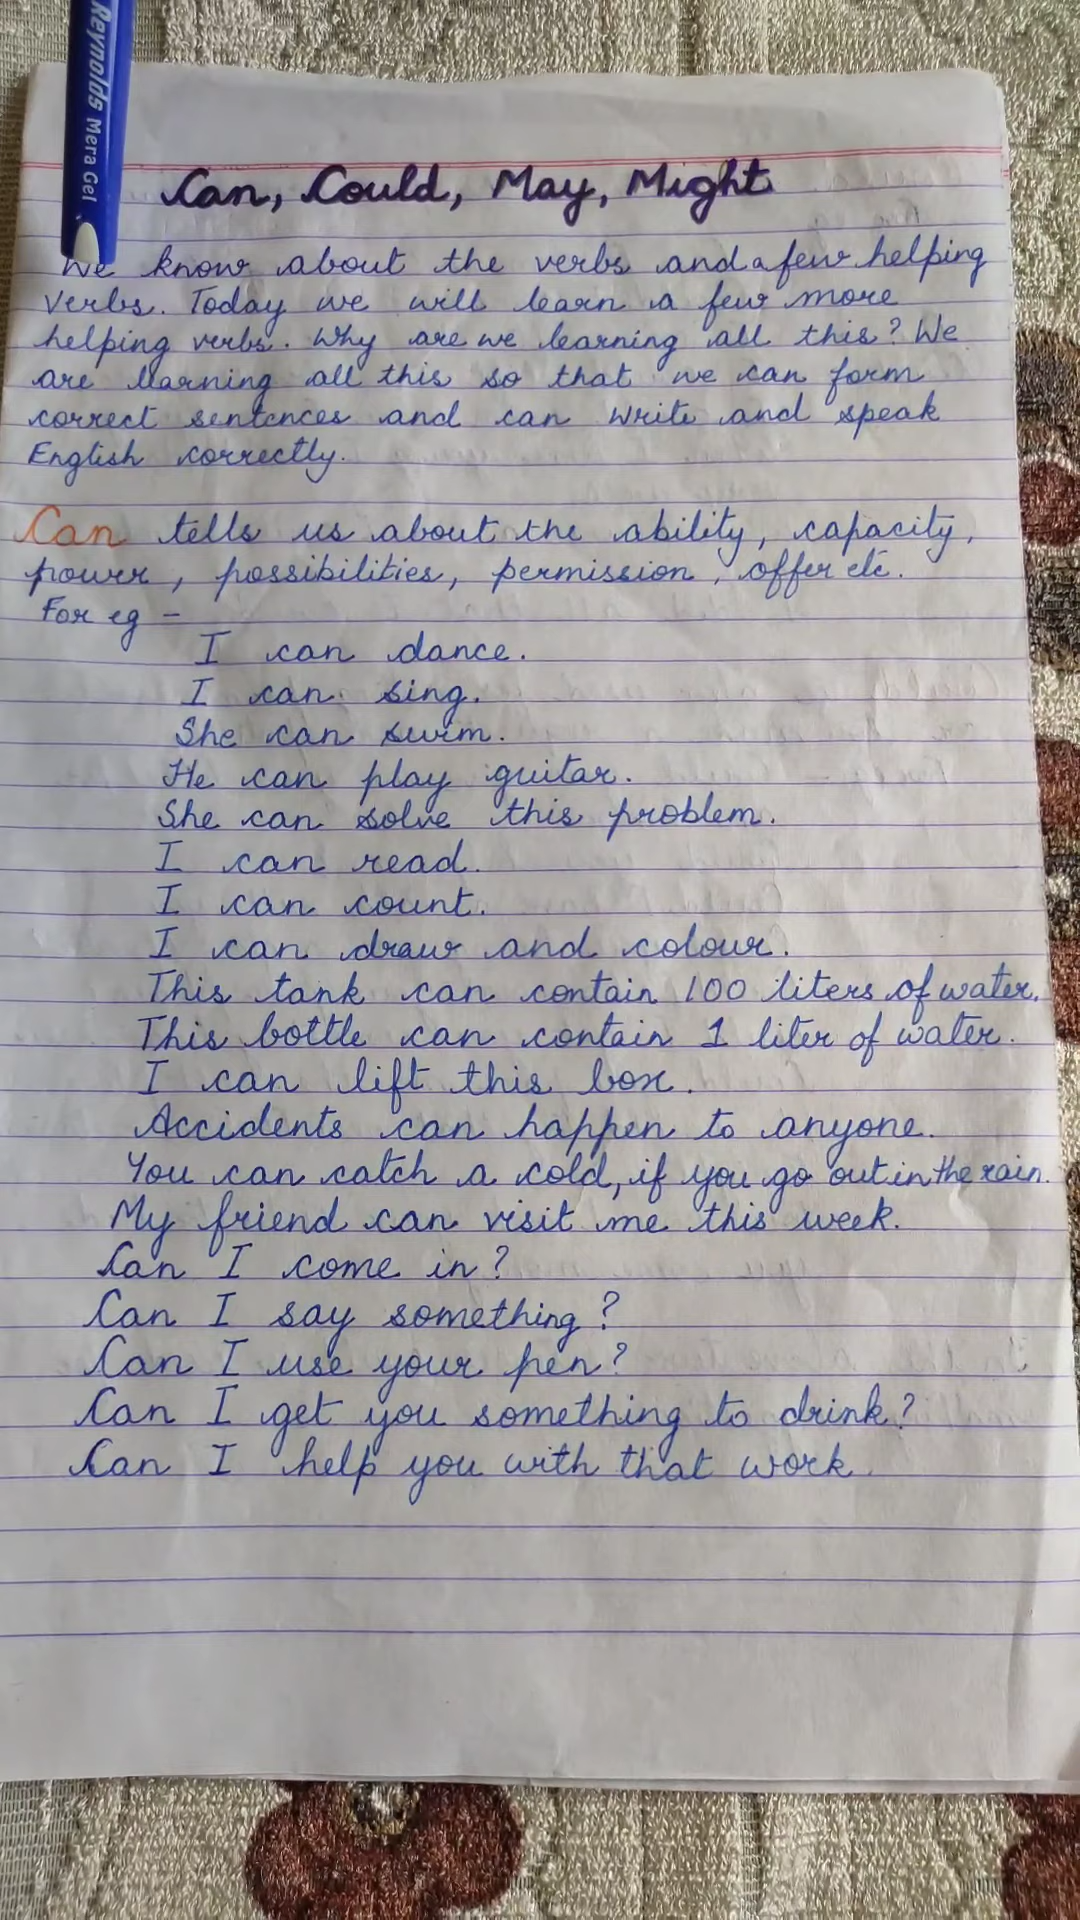 Reynolds Mera Gel
Can, Could, May, Might
We know about the verbs and a few helping
verbs. Today we will learn a few more
helping verbs. Why are we learning all this? We
are learning all this so that we can form
correct sentences and can write and speak
English correctly.
Can tells us about the ability, capacity,
power, possibilities, permission, offer etc.
For eg -
I can dance.
I can sing.
She can swim.
He can play guitar.
She can solve this problem.
I can read.
I can count.
I can draw and colour.
This tank can contain 100 liters of water.
This bottle can contain 1 liter of water.
I can lift this box.
Accidents can happen to anyone.
You can catch a cold, if you go out in the rain.
My friend can visit me this week.
Can I come in?
Can I say something?
Can I use your pen?
Can I get you something to drink?
Can I help you with that work.